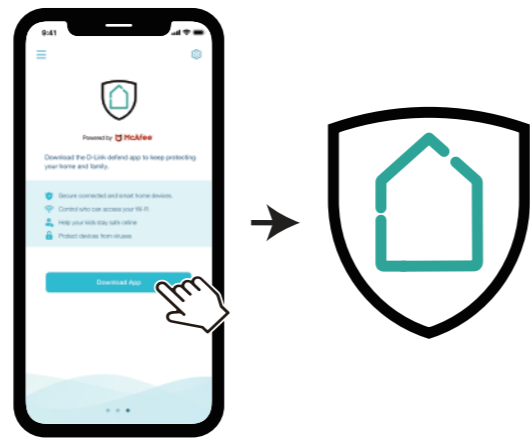 9:41
Powered by McAfee
Download the D-Link defend app to keep protecting
your home and family.
Secure connected and smart home devices.
Control who can access your Wi-Fi
Help your kids stay safe online
Protect devices from viruses
Download App